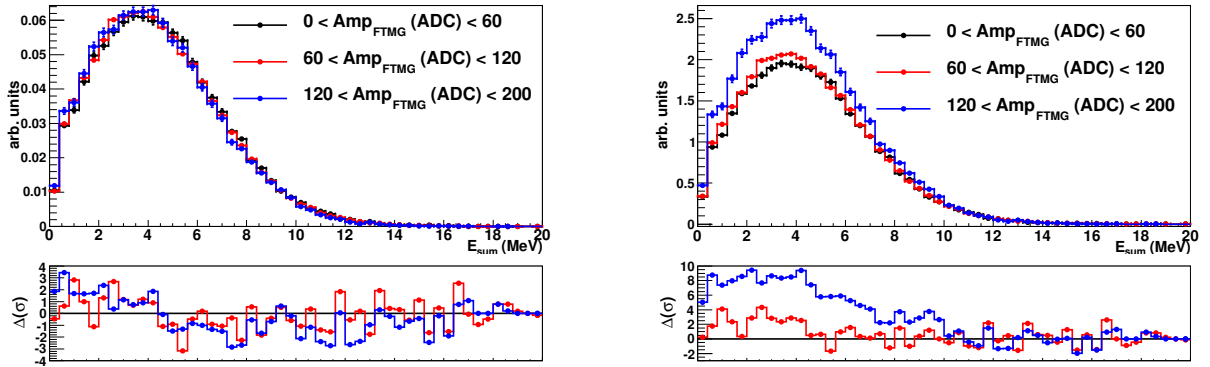 0.06
0.05
0.04
0.03
0.02
0.01
arb. units
0 < Amp_FTMG (ADC) < 60
60 < Amp_FTMG (ADC) < 120
120 < Amp_FTMG (ADC) < 200
0 2 4 6 8 10 12 14 16 18 20
E_sum (MeV)
4
3
2
1
0
-1
-2
-3
-4
Δ(σ)
2.5
2.0
1.5
1.0
0.5
0
arb. units
0 < Amp_FTMG (ADC) < 60
60 < Amp_FTMG (ADC) < 120
120 < Amp_FTMG (ADC) < 200
0 2 4 6 8 10 12 14 16 18 20
E_sum (MeV)
10
8
6
4
2
0
-2
Δ(σ)